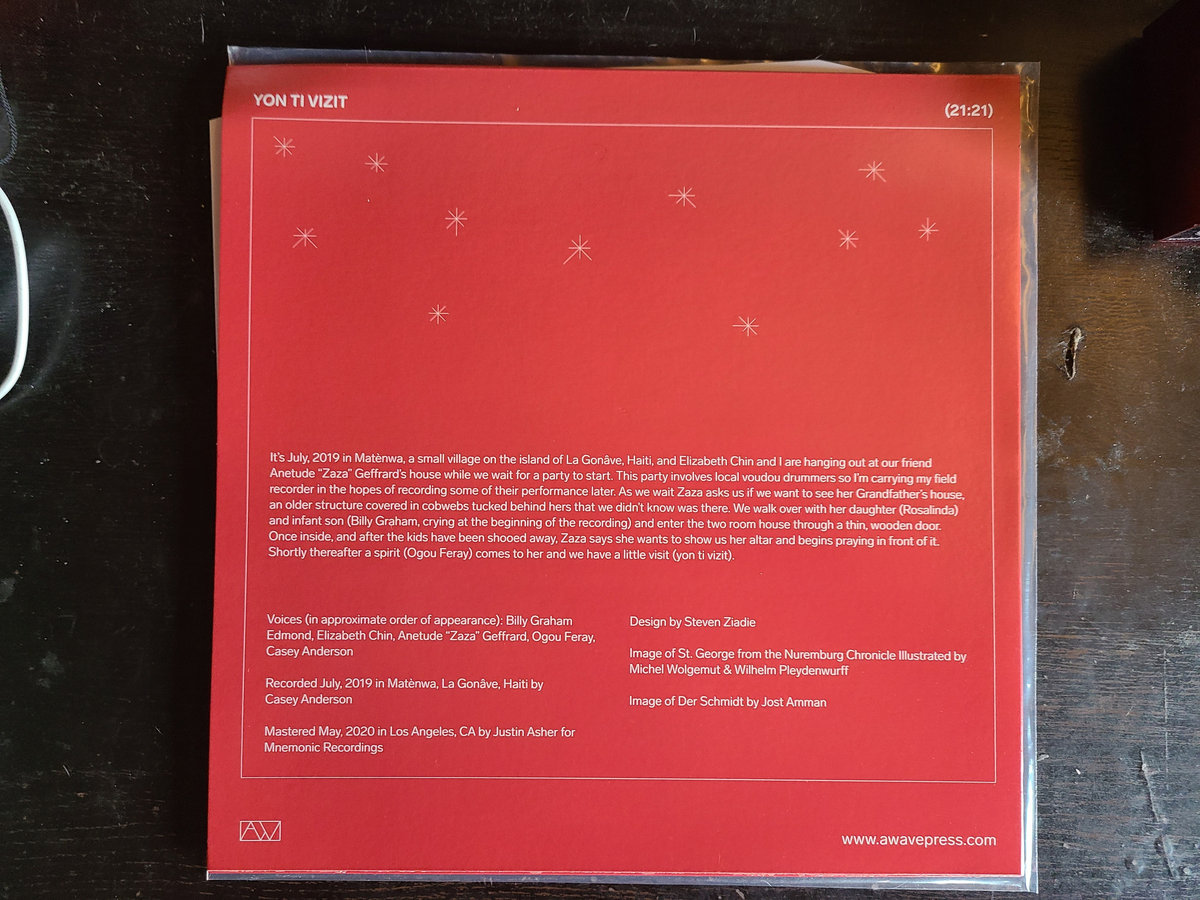 YON TI VIZIT
(21:21)
It's July, 2019 in Matènwa, a small village on the island of La Gonâve, Haiti, and Elizabeth Chin and I are hanging out at our friend
Anetude "Zaza" Geffrard's house while we wait for a party to start. This party involves local voudou drummers so I'm carrying my field
recorder in the hopes of recording some of their performance later. As we wait Zaza asks us if we want to see her Grandfather's house,
an older structure covered in cobwebs tucked behind hers that we didn't know was there. We walk over with her daughter (Rosalinda)
and infant son (Billy Graham, crying at the beginning of the recording) and enter the two room house through a thin, wooden door.
Once inside, and after the kids have been shooed away, Zaza says she wants to show us her altar and begins praying in front of it.
Shortly thereafter a spirit (Ogou Feray) comes to her and we have a little visit (yon ti vizit).
Voices (in approximate order of appearance): Billy Graham
Edmond, Elizabeth Chin, Anetude "Zaza" Geffrard, Ogou Feray,
Casey Anderson
Recorded July, 2019 in Matènwa, La Gonâve, Haiti by
Casey Anderson
Mastered May, 2020 in Los Angeles, CA by Justin Asher for
Mnemonic Recordings
Design by Steven Ziadie
Image of St. George from the Nuremburg Chronicle Illustrated by
Michel Wolgemut & Wilhelm Pleydenwurff
Image of Der Schmidt by Jost Amman
AW
www.awavepress.com